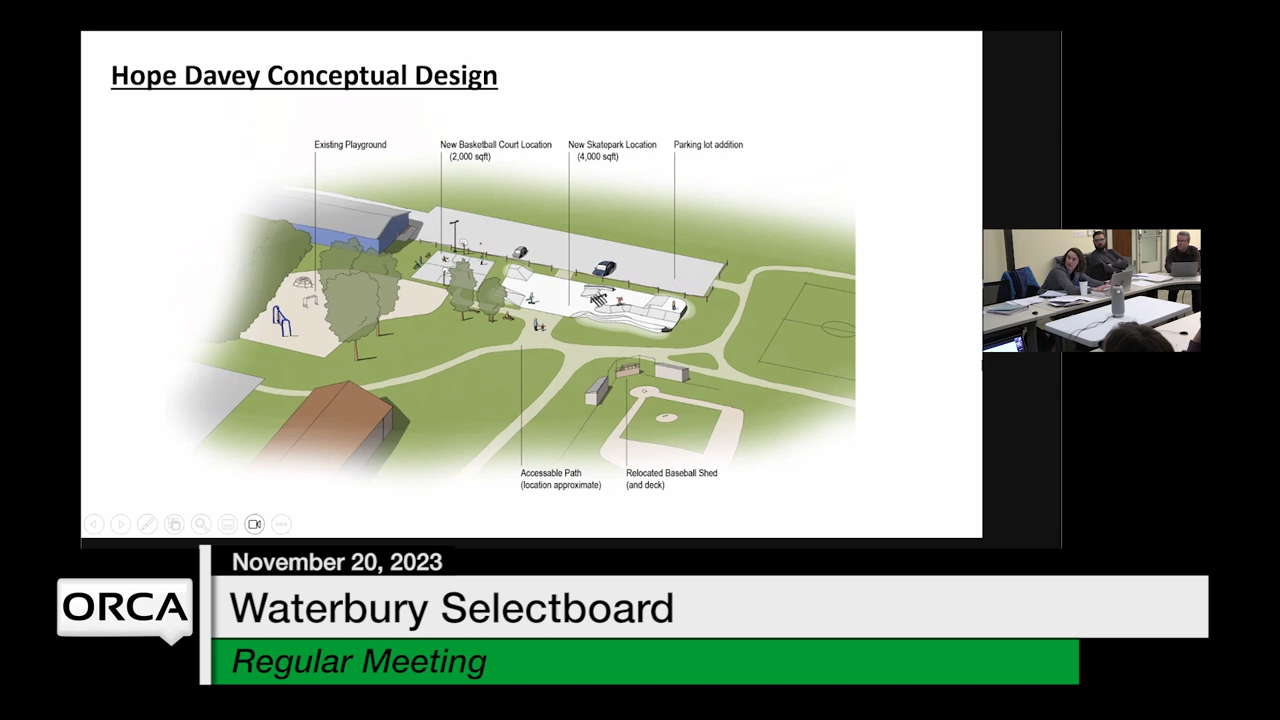 Hope Davey Conceptual Design
Existing Playground
New Basketball Court Location
(2,000 sqft)
New Skatepark Location
(4,000 sqft)
Parking lot addition
Accessable Path
(location approximate)
Relocated Baseball Shed
(and deck)
November 20, 2023
ORCA
Waterbury Selectboard
Regular Meeting